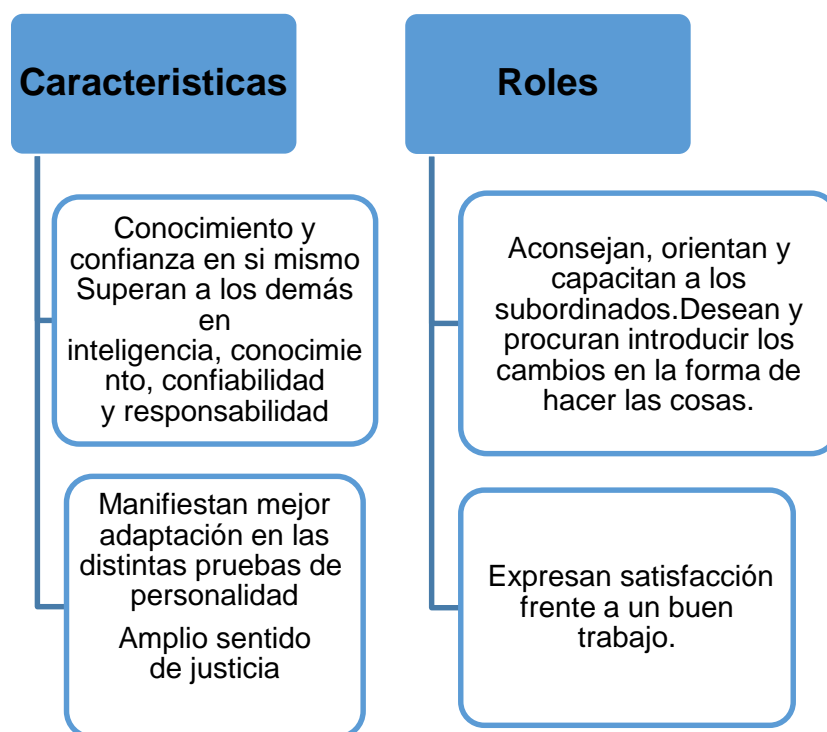 Caracteristicas
Conocimiento y
confianza en si mismo
Superan a los demás
en
inteligencia, conocimie
nto, confiabilidad
y responsabilidad
Manifiestan mejor
adaptación en las
distintas pruebas de
personalidad
Amplio sentido
de justicia
Roles
Aconsejan, orientan y
capacitan a los
subordinados.Desean y
procuran introducir los
cambios en la forma de
hacer las cosas.
Expresan satisfacción
frente a un buen
trabajo.